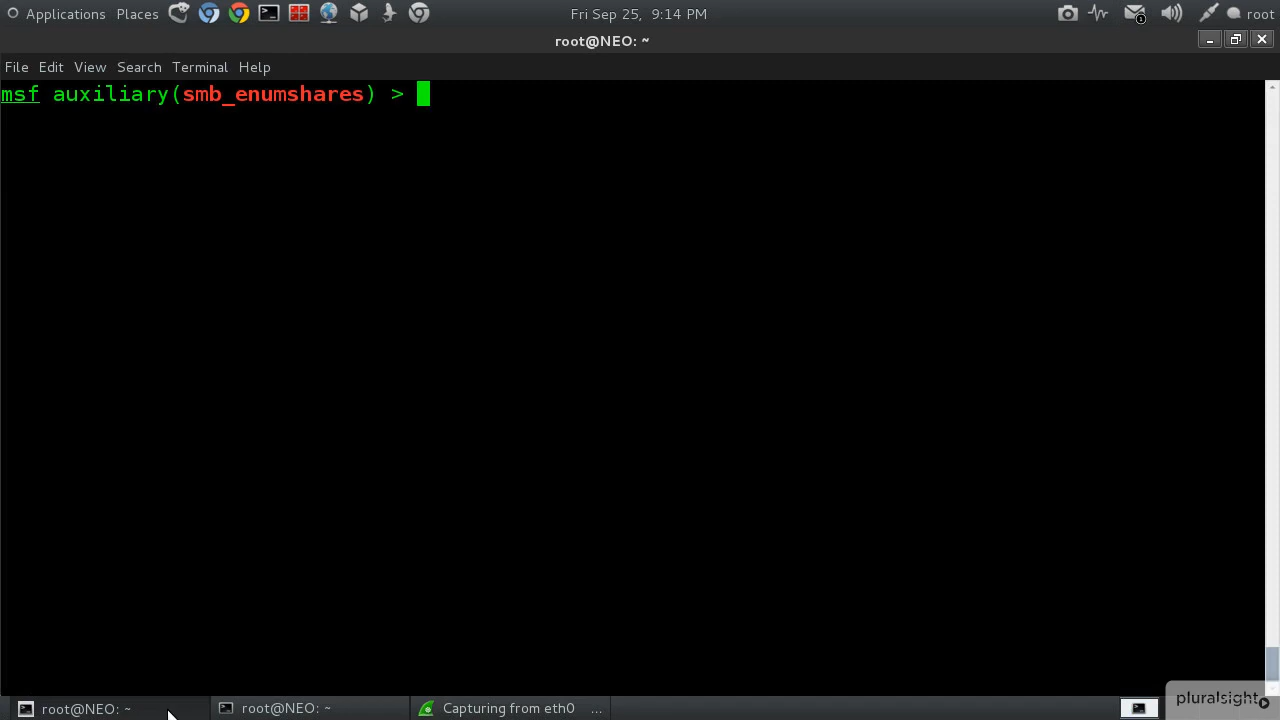 Applications Places Fri Sep 25, 9:14 PM 1 root
root@NEO: ~
File Edit View Search Terminal Help
msf auxiliary(smb_enumshares) >
root@NEO: ~ root@NEO: ~ Capturing from eth0 ...
pluralsight